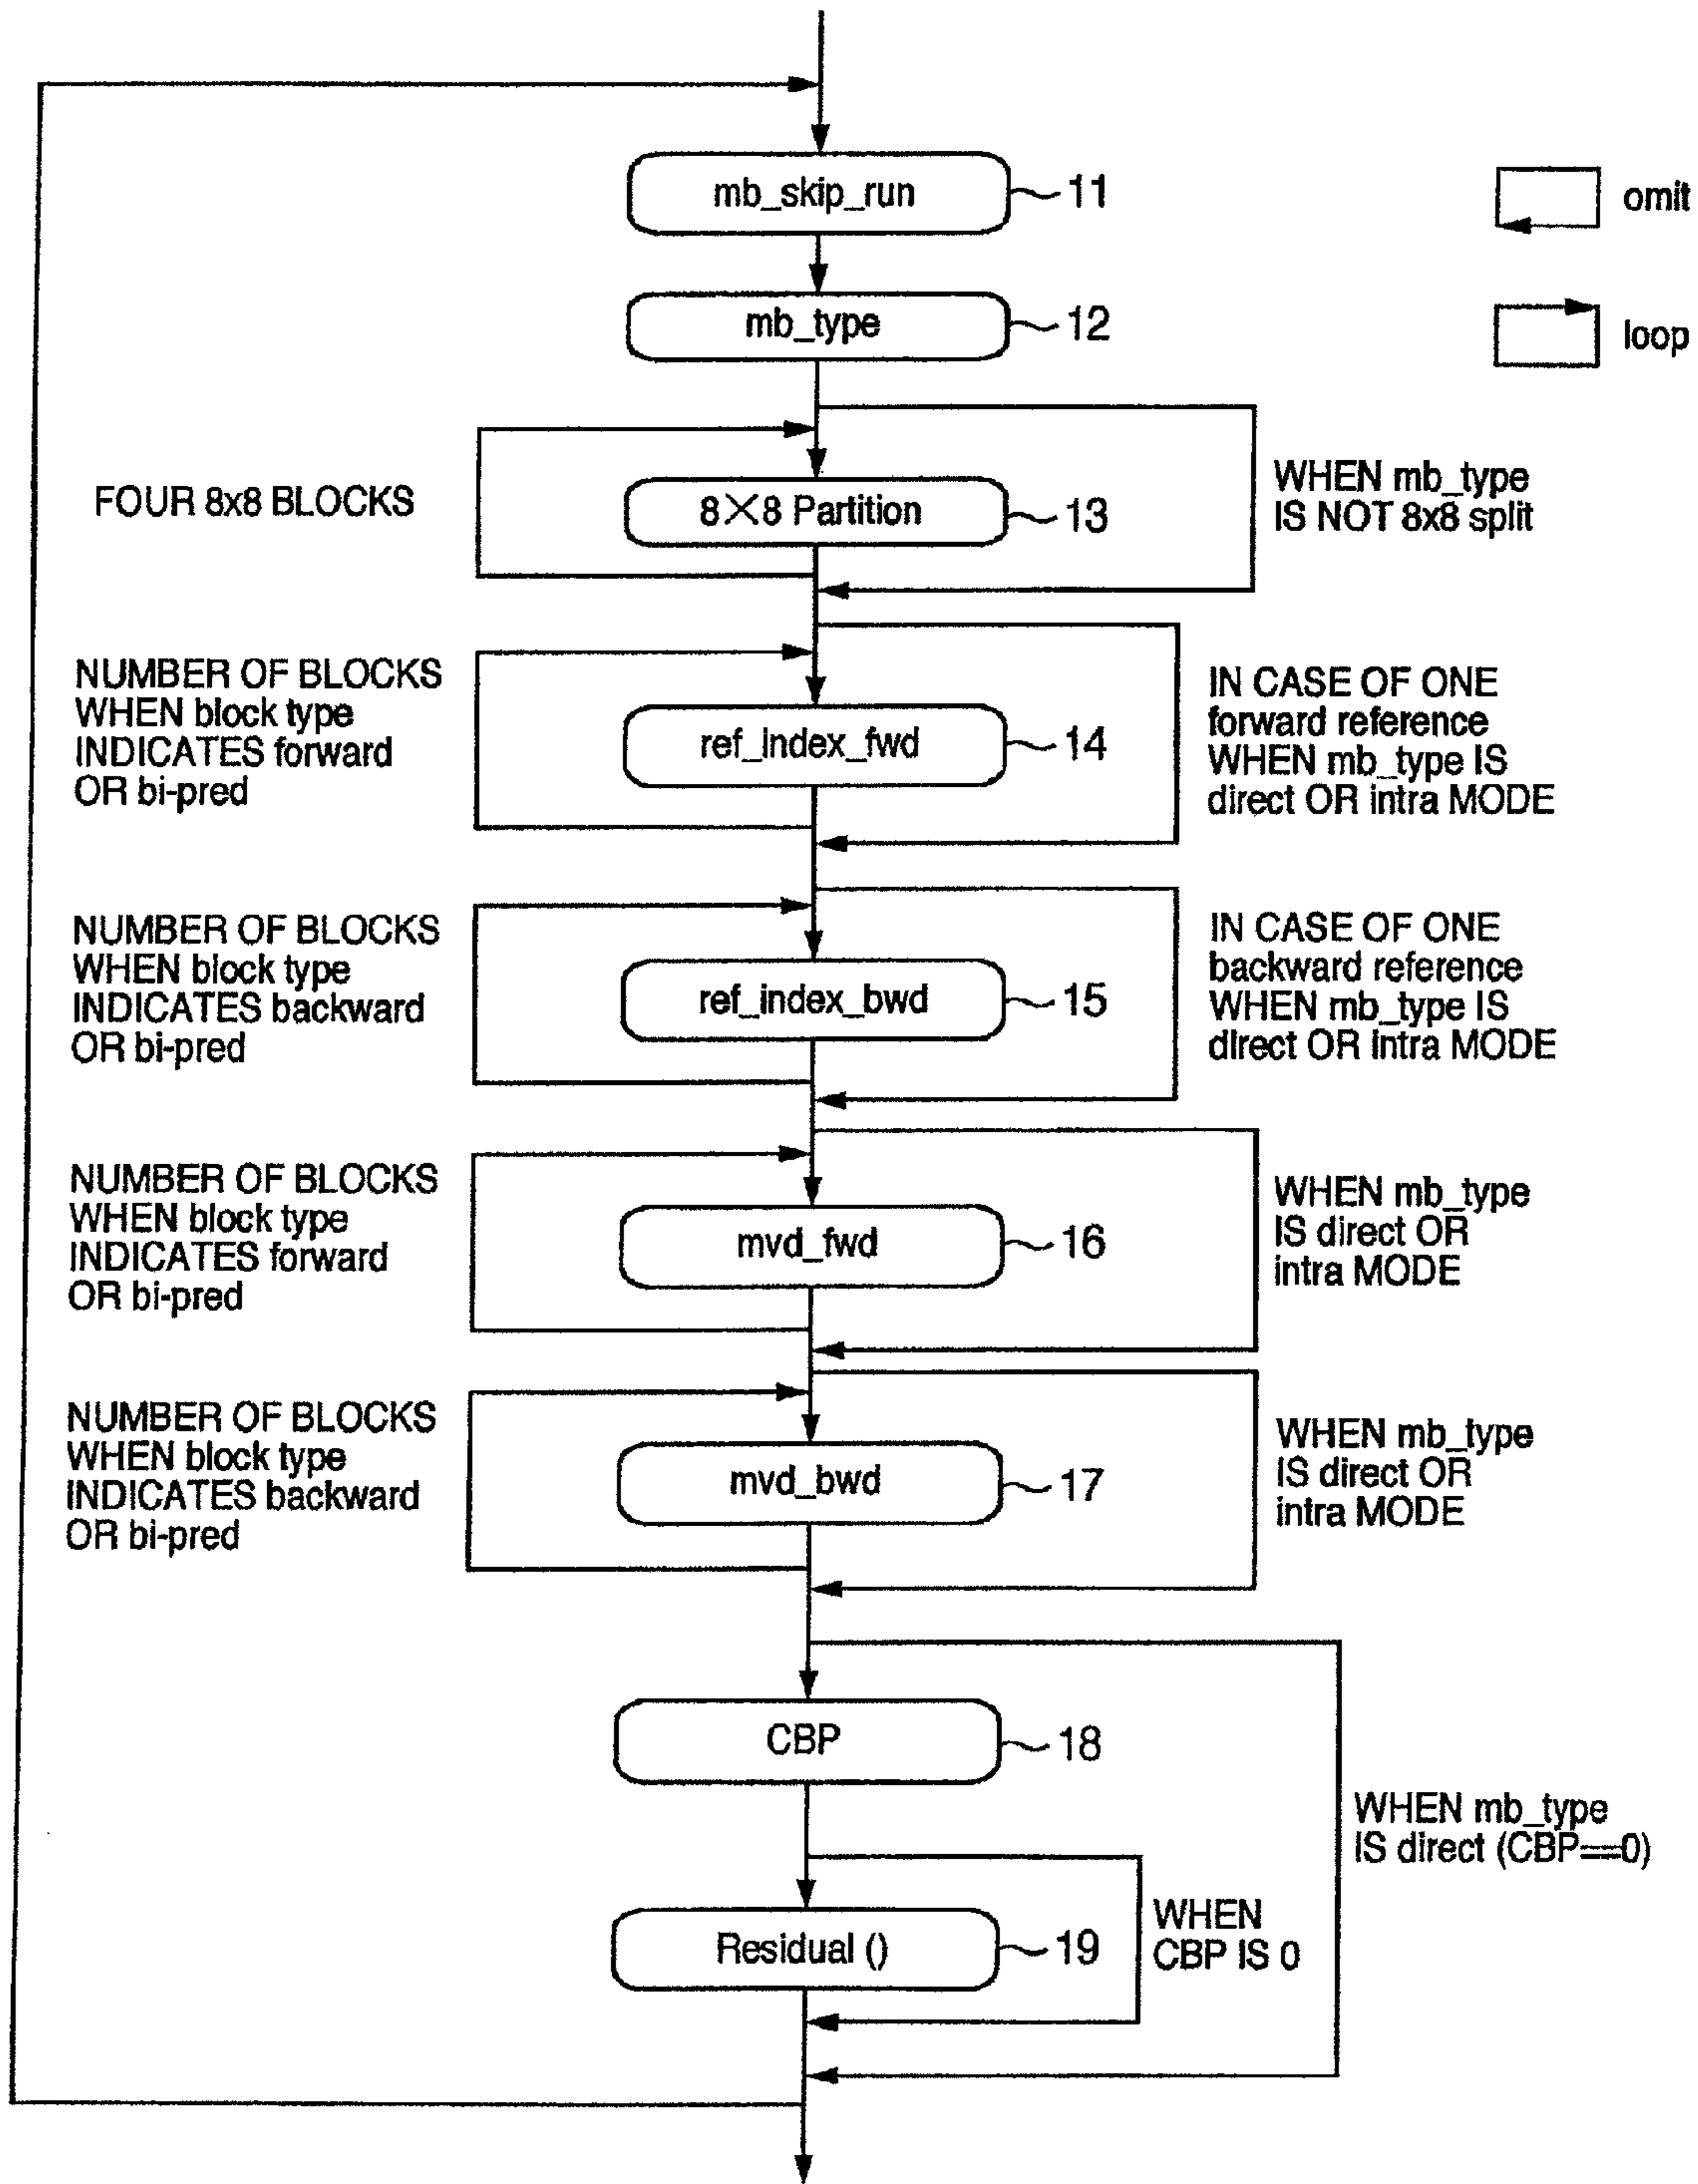 mb_skip_run
11
omit
mb_type
12
loop
FOUR 8x8 BLOCKS
8×8 Partition
13
WHEN mb_type
IS NOT 8x8 split
NUMBER OF BLOCKS
WHEN block type
INDICATES forward
OR bi-pred
ref_index_fwd
14
IN CASE OF ONE
forward reference
WHEN mb_type IS
direct OR intra MODE
NUMBER OF BLOCKS
WHEN block type
INDICATES backward
OR bi-pred
ref_index_bwd
15
IN CASE OF ONE
backward reference
WHEN mb_type IS
direct OR intra MODE
NUMBER OF BLOCKS
WHEN block type
INDICATES forward
OR bi-pred
mvd_fwd
16
WHEN mb_type
IS direct OR
intra MODE
NUMBER OF BLOCKS
WHEN block type
INDICATES backward
OR bi-pred
mvd_bwd
17
WHEN mb_type
IS direct OR
intra MODE
CBP
18
WHEN mb_type
IS direct (CBP==0)
Residual ()
19
WHEN
CBP IS 0